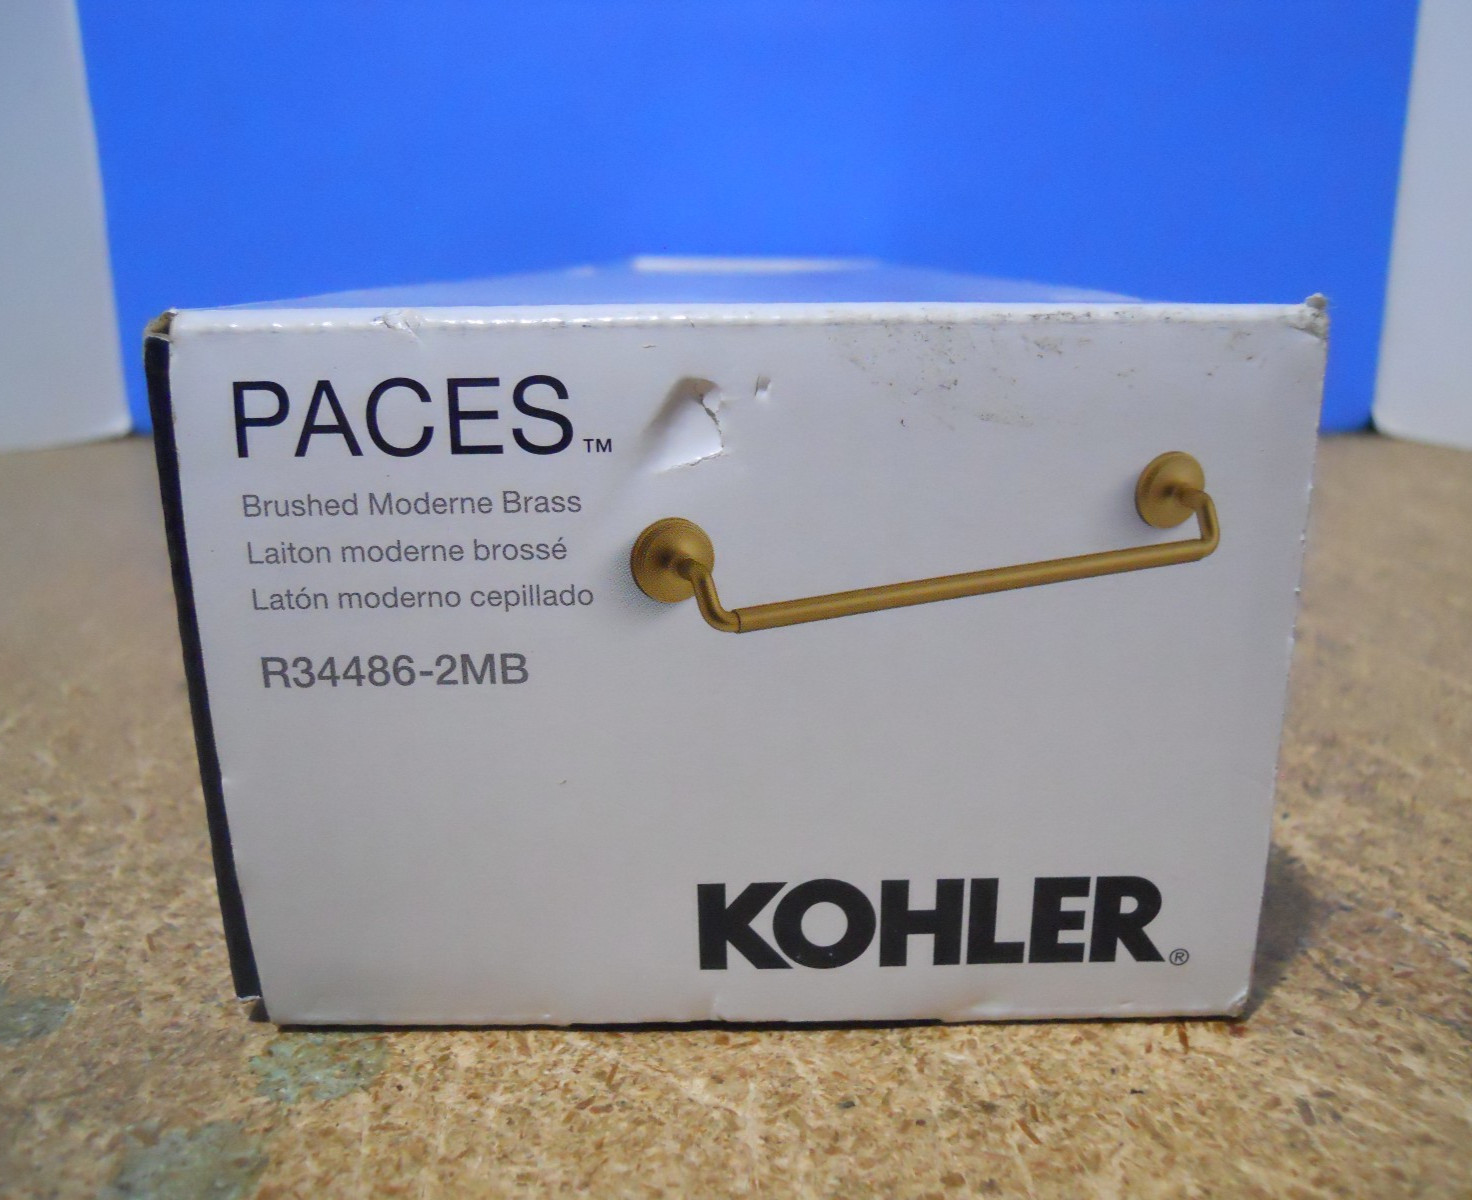 PACES™
Brushed Moderne Brass
Laiton moderne brossé
Latón moderno cepillado
R34486-2MB
KOHLER®